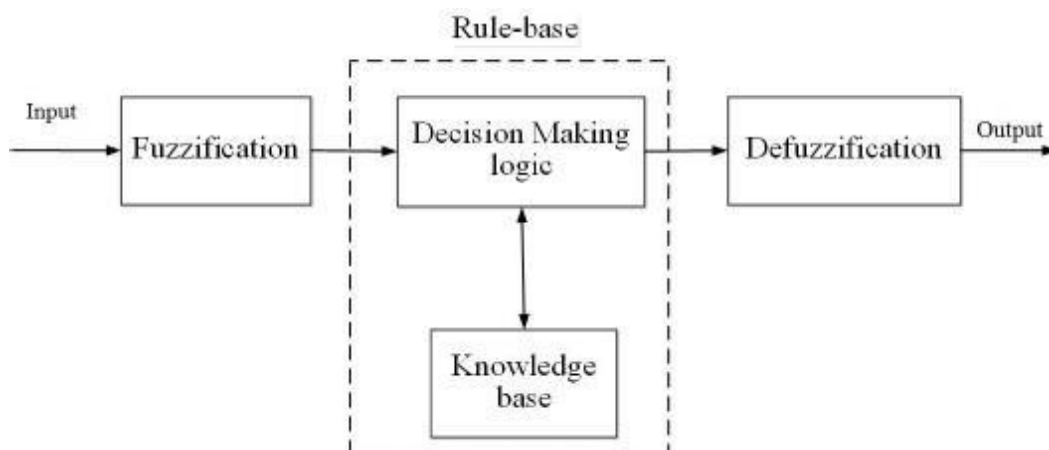 Rule-base
Input
Fuzzification
Decision Making
logic
Defuzzification
Output
Knowledge
base